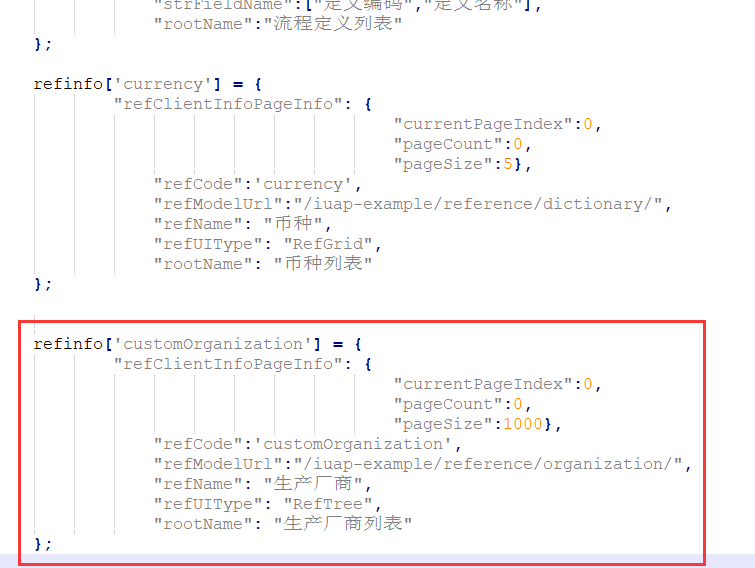 "strFieldName":["定义编码","定义名称"],
"rootName":"流程定义列表"
};
refinfo['currency'] = {
"refClientInfoPageInfo": {
"currentPageIndex":0,
"pageCount":0,
"pageSize":5},
"refCode":'currency',
"refModelUrl":"/iuap-example/reference/dictionary/",
"refName": "币种",
"refUIType": "RefGrid",
"rootName": "币种列表"
};
refinfo['customOrganization'] = {
"refClientInfoPageInfo": {
"currentPageIndex":0,
"pageCount":0,
"pageSize":1000},
"refCode":'customOrganization',
"refModelUrl":"/iuap-example/reference/organization/",
"refName": "生产厂商",
"refUIType": "RefTree",
"rootName": "生产厂商列表"
};